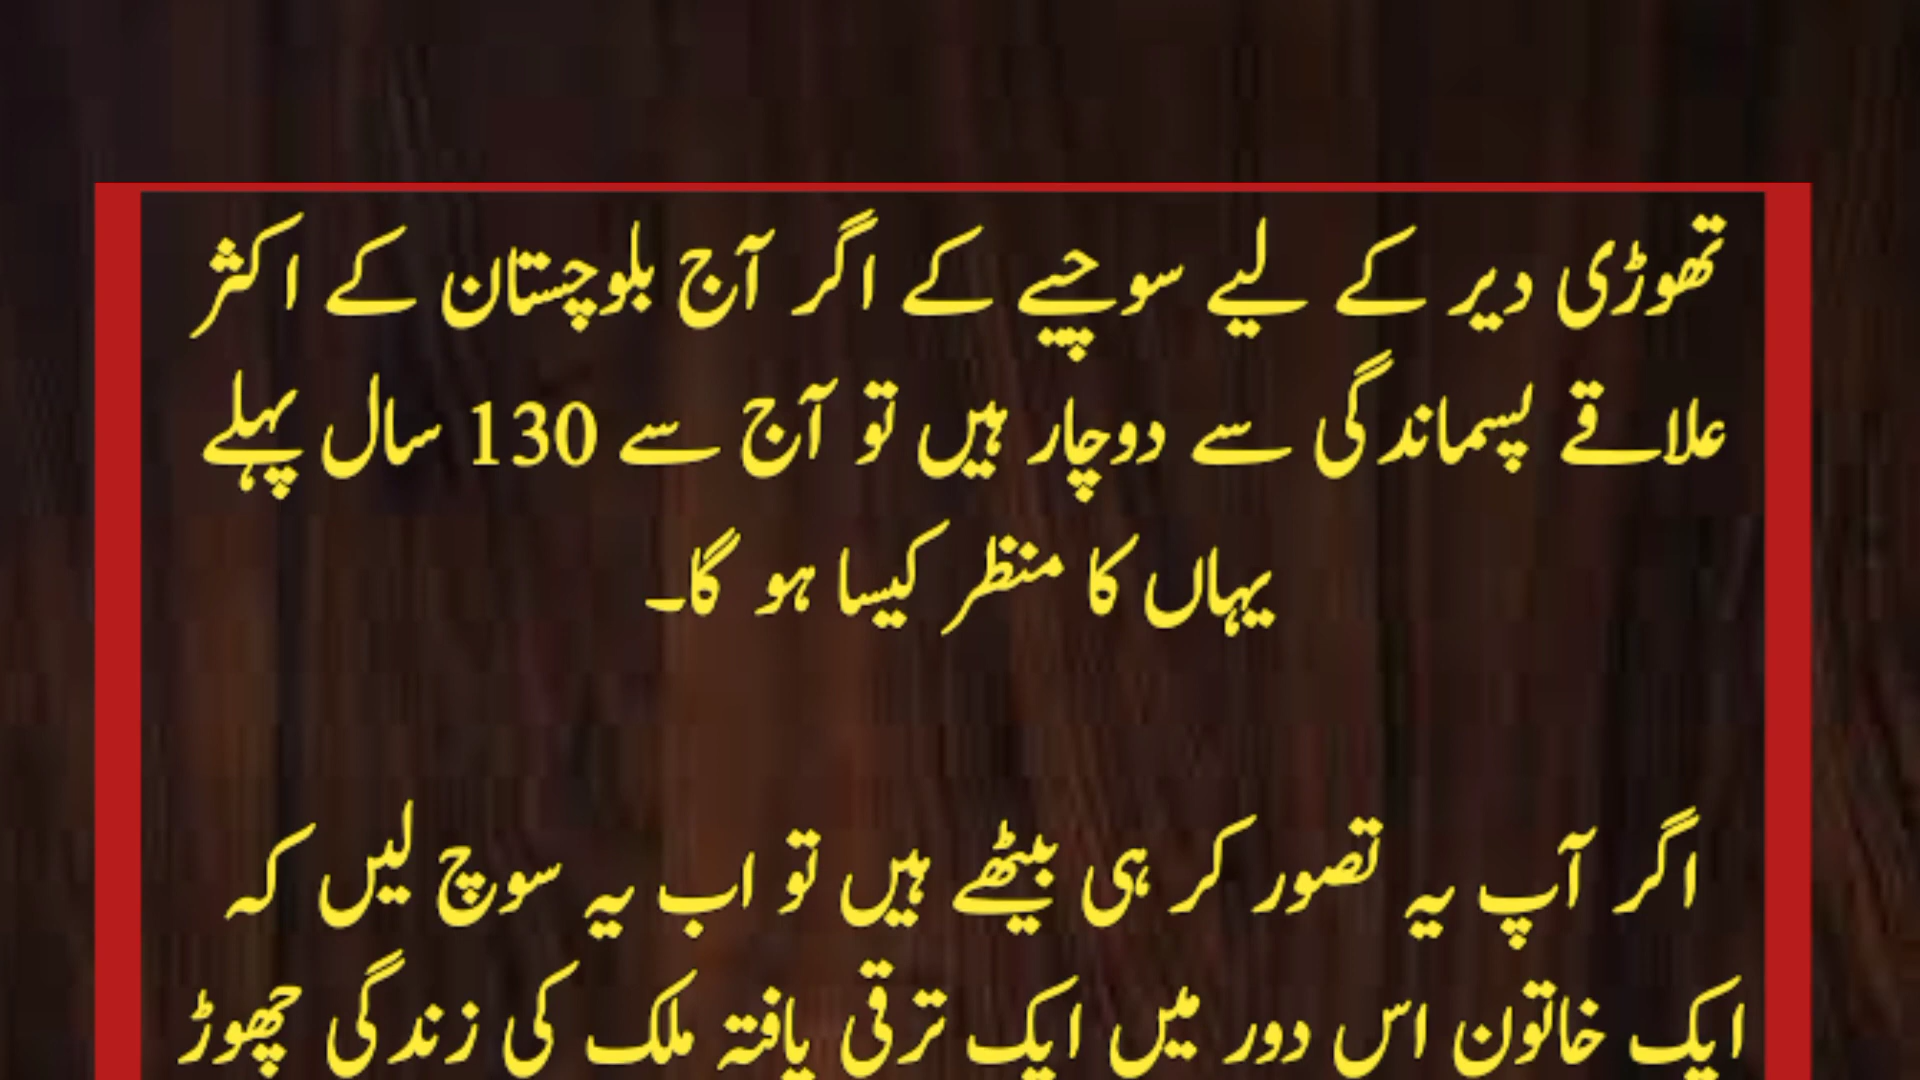 تھوڑی دیر کے لیے سوچیے کے اگر آج بلوچستان کے اکثر
علاقے پسماندگی سے دوچار ہیں تو آج سے 130 سال پہلے
یہاں کا منظر کیسا ہو گا۔
اگر آپ یہ تصور کر ہی بیٹھے ہیں تو اب یہ سوچ لیں کہ
ایک خاتون اس دور میں ایک ترقی یافتہ ملک کی زندگی چھوڑ